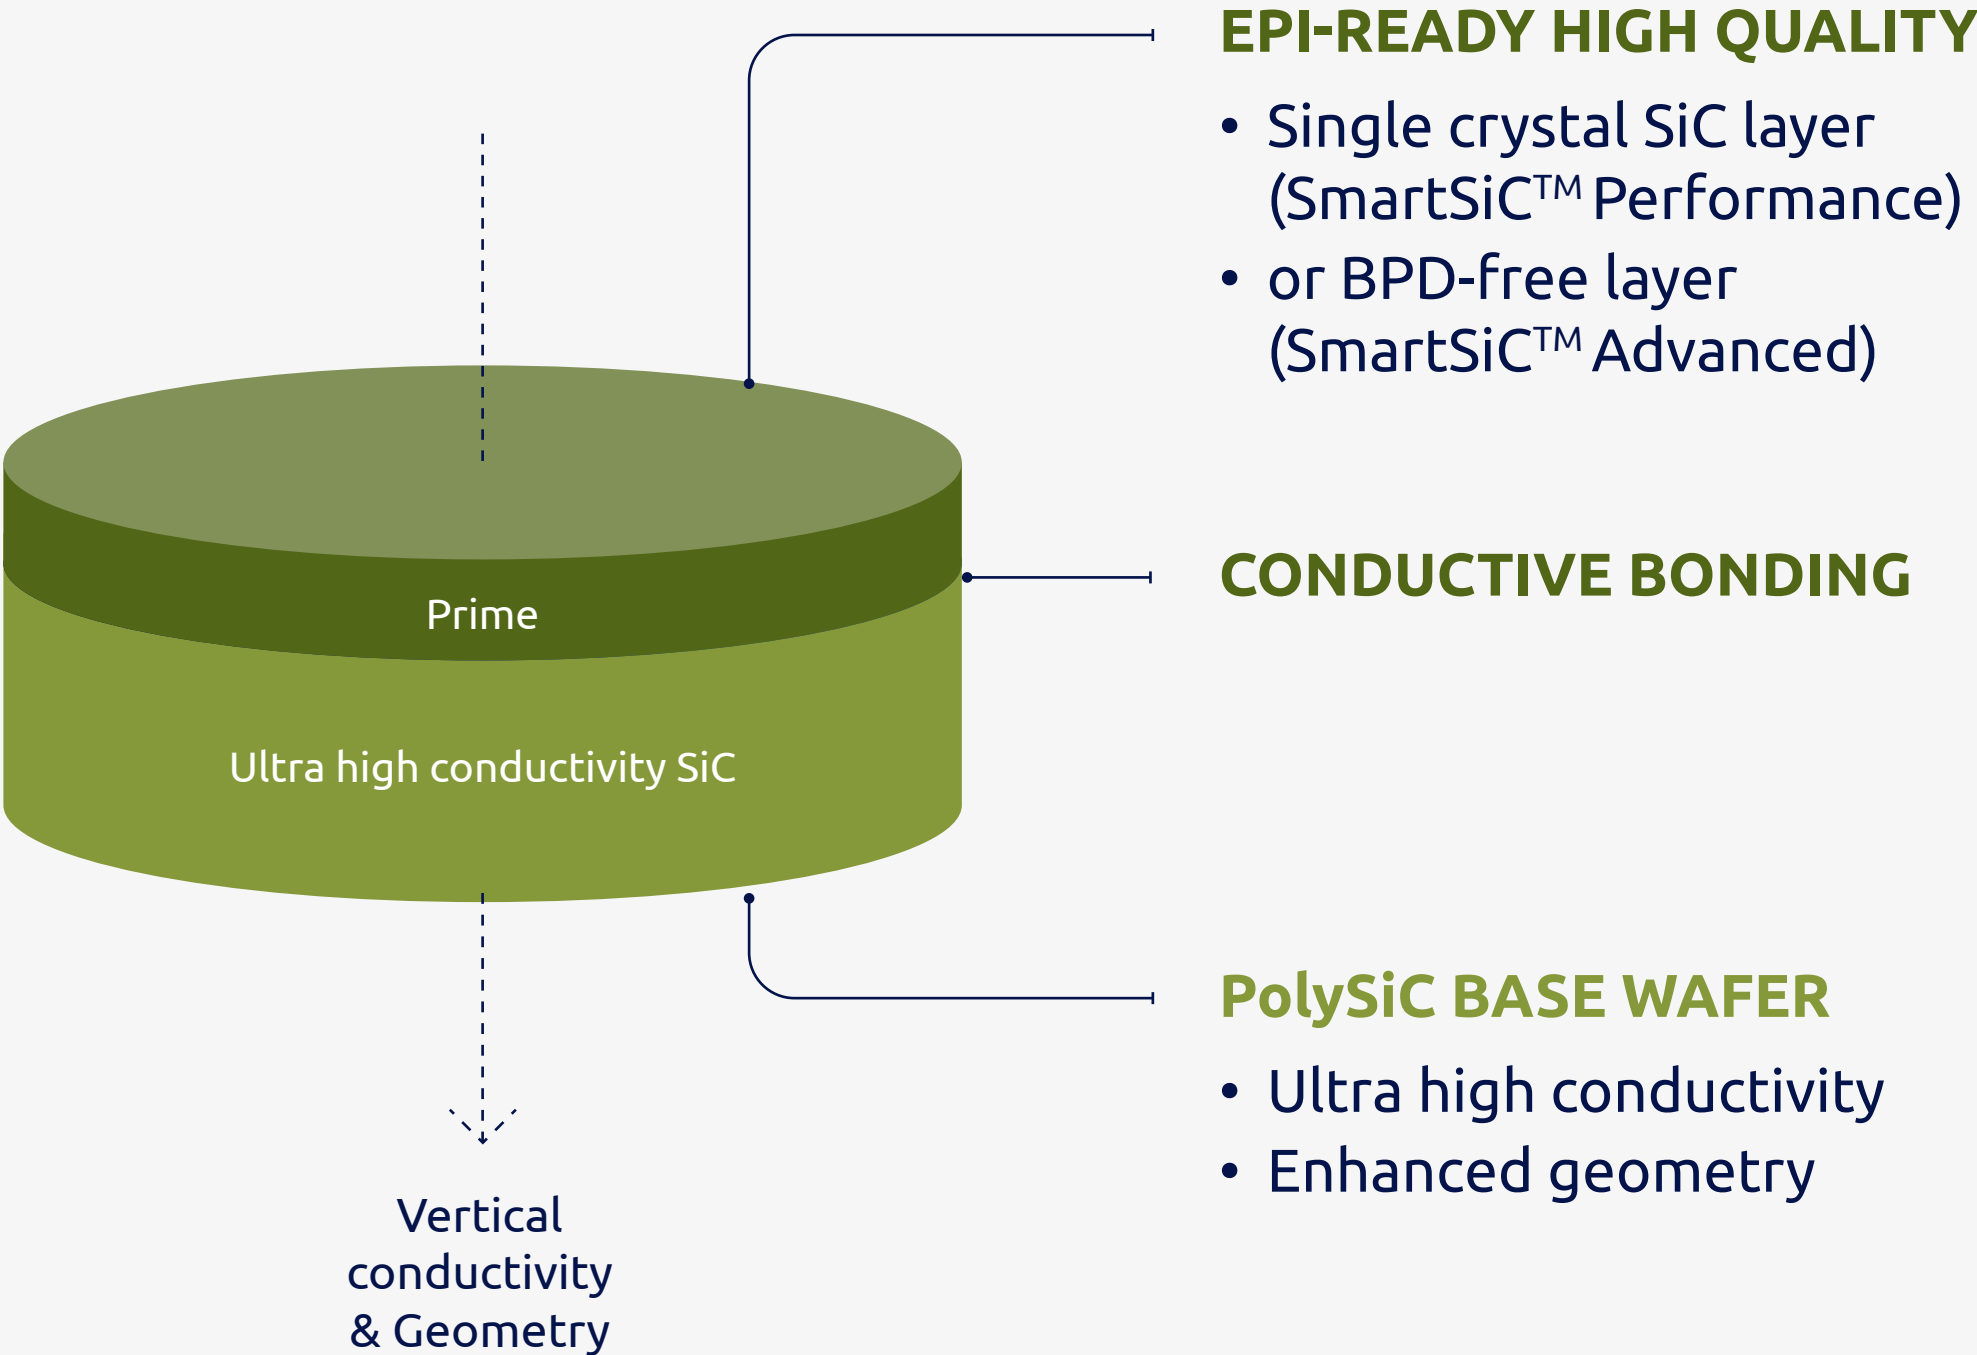 EPI-READY HIGH QUALITY
• Single crystal SiC layer
(SmartSiC™ Performance)
• or BPD-free layer
(SmartSiC™ Advanced)
CONDUCTIVE BONDING
Prime
Ultra high conductivity SiC
PolySiC BASE WAFER
• Ultra high conductivity
• Enhanced geometry
Vertical
conductivity
& Geometry